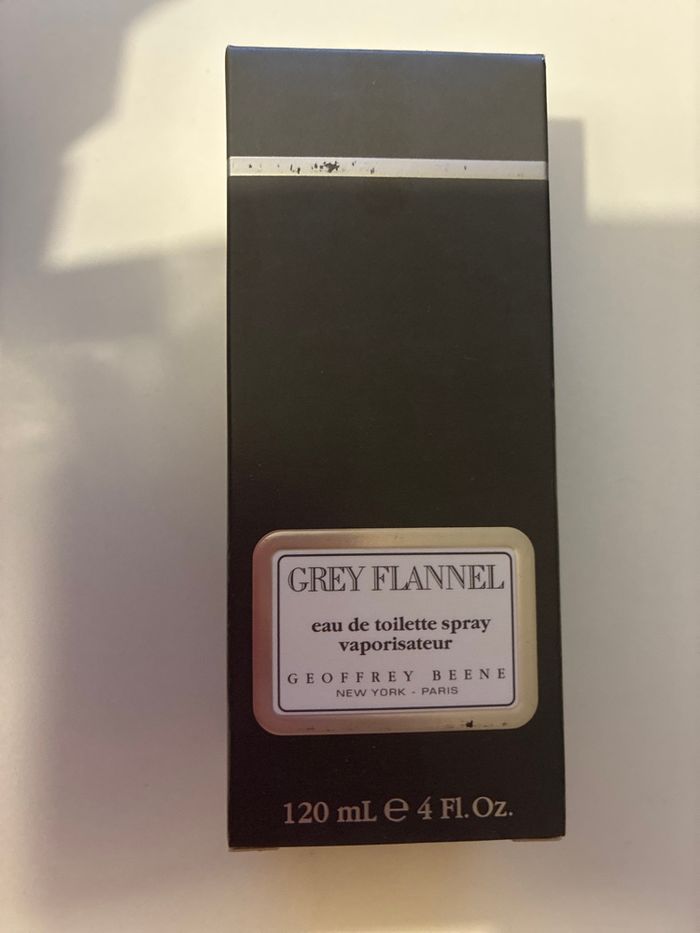 GREY FLANNEL
eau de toilette spray
vaporisateur
GEOFFREY BEENE
NEW YORK - PARIS
120 mL ℮ 4 Fl. Oz.